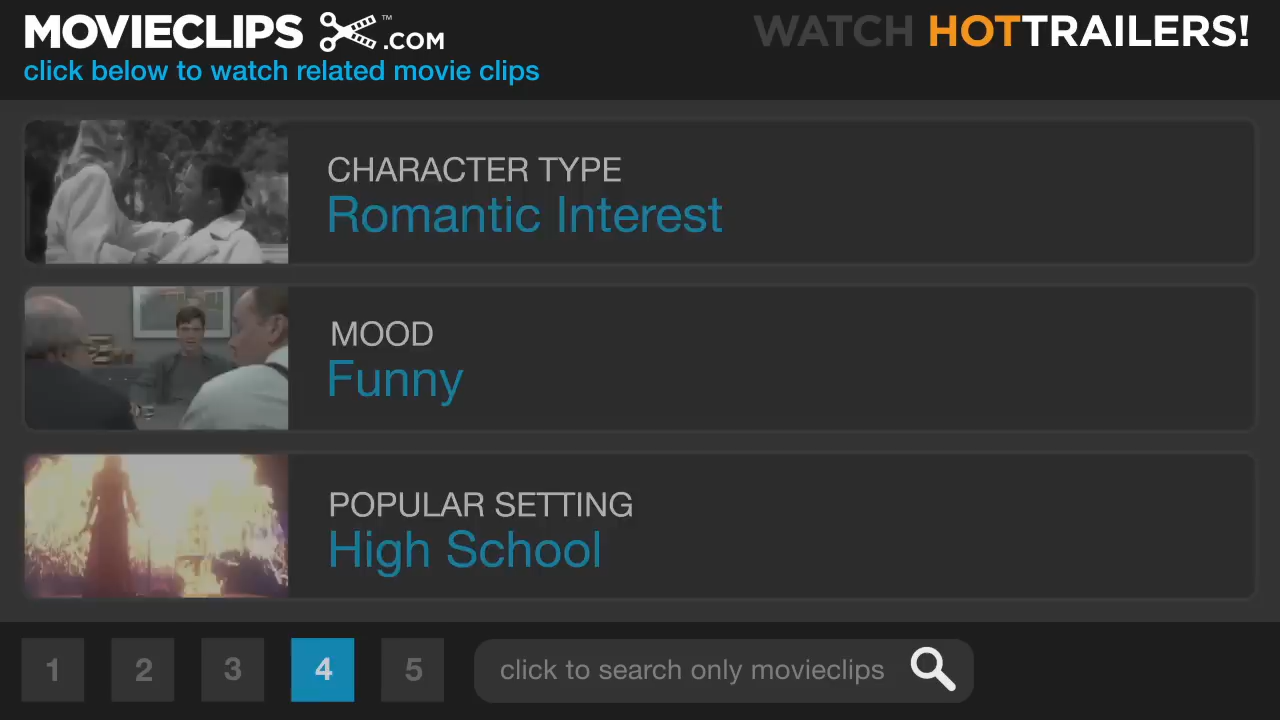 MOVIECLIPS ™ .COM
WATCH HOTTRAILERS!
click below to watch related movie clips
CHARACTER TYPE
Romantic Interest
MOOD
Funny
POPULAR SETTING
High School
1 2 3 4 5 click to search only movieclips